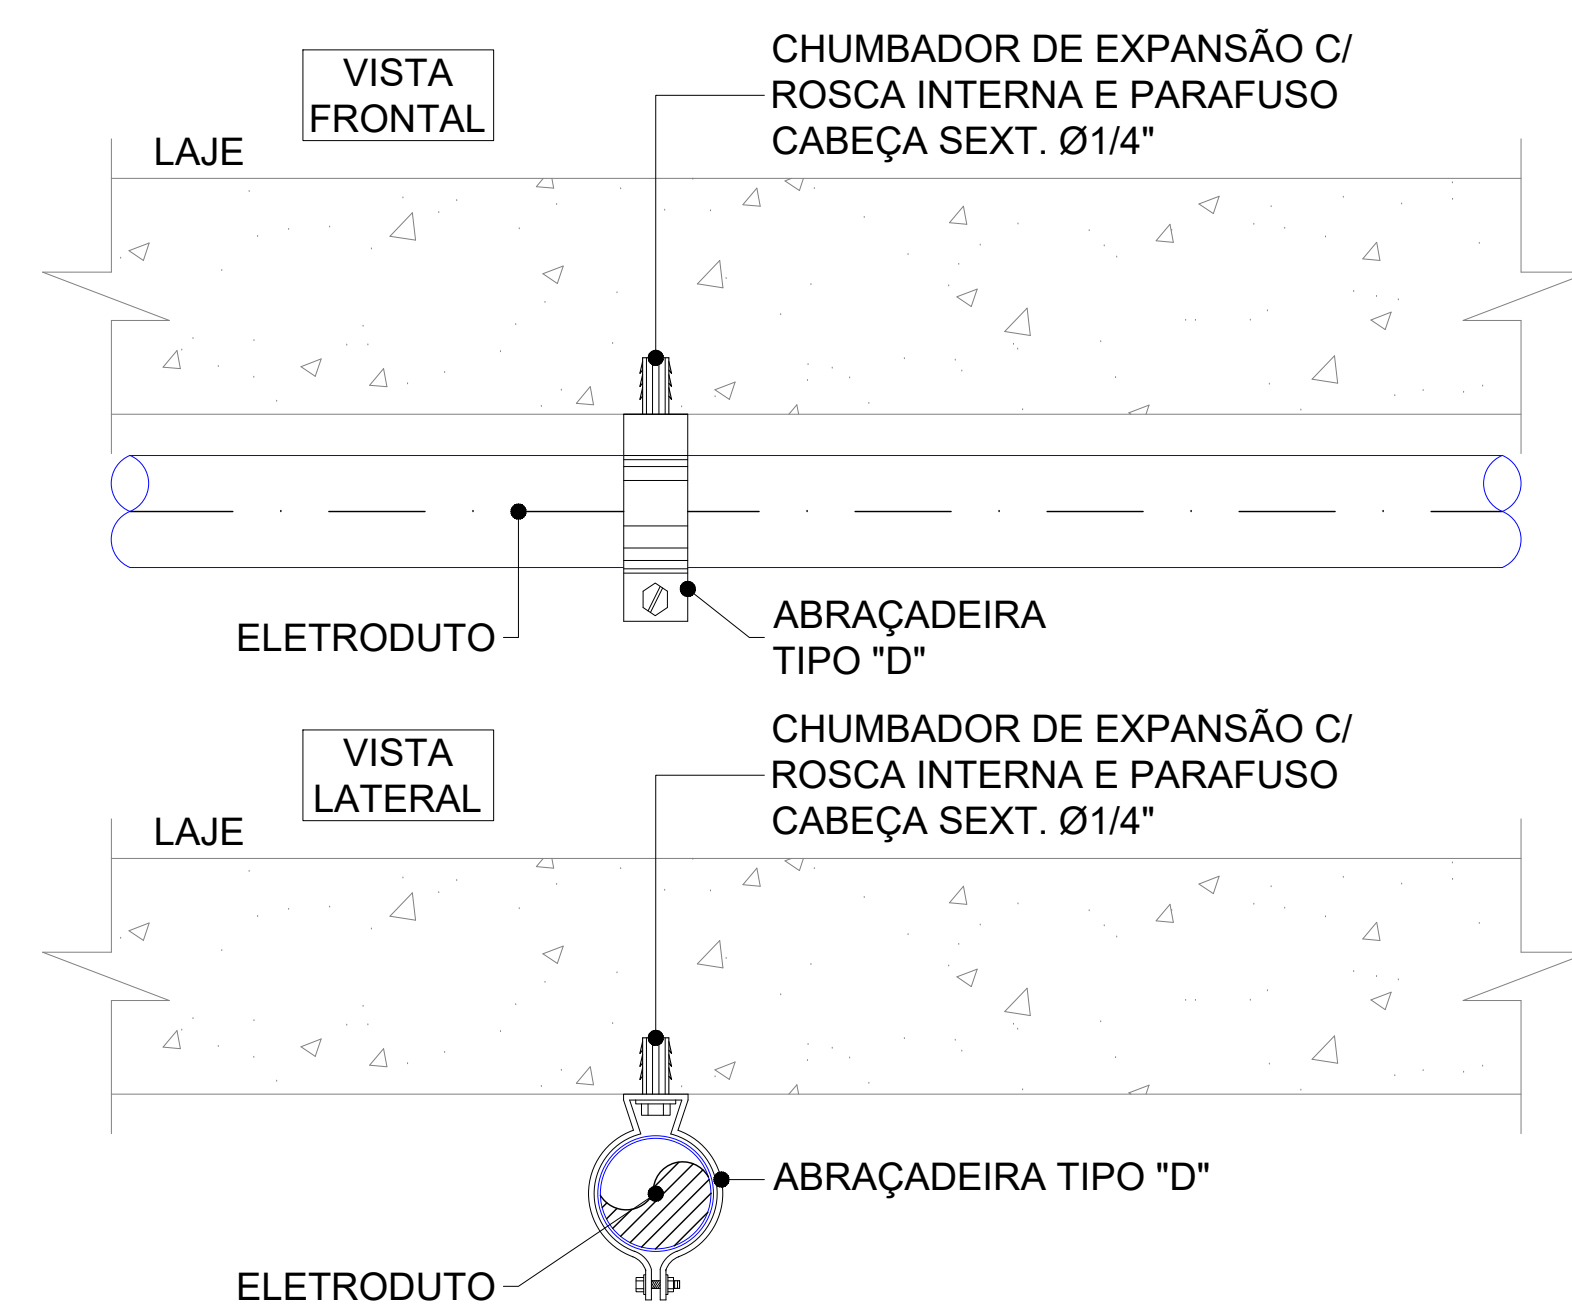 VISTA
FRONTAL
CHUMBADOR DE EXPANSÃO C/
ROSCA INTERNA E PARAFUSO
CABEÇA SEXT. Ø1/4"
LAJE
ELETRODUTO
ABRAÇADEIRA
TIPO "D"
VISTA
LATERAL
CHUMBADOR DE EXPANSÃO C/
ROSCA INTERNA E PARAFUSO
CABEÇA SEXT. Ø1/4"
LAJE
ABRAÇADEIRA TIPO "D"
ELETRODUTO